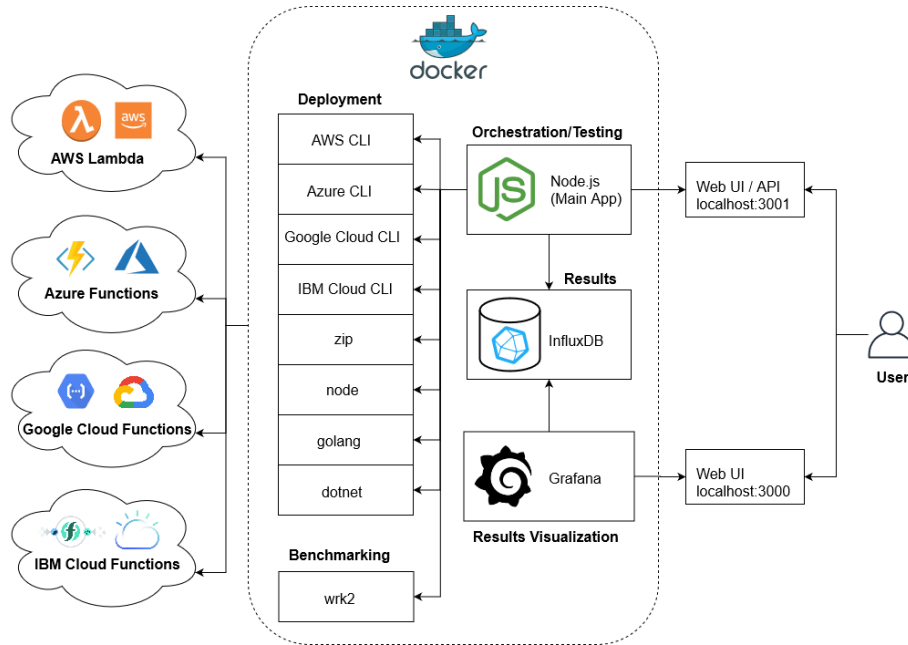 docker
Deployment
AWS CLI
Azure CLI
Google Cloud CLI
IBM Cloud CLI
zip
node
golang
dotnet
Benchmarking
wrk2
aws
AWS Lambda
Azure Functions
Google Cloud Functions
IBM Cloud Functions
Orchestration/Testing
JS
Node.js
(Main App)
Results
InfluxDB
Grafana
Results Visualization
Web UI / API
localhost:3001
Web UI
localhost:3000
User